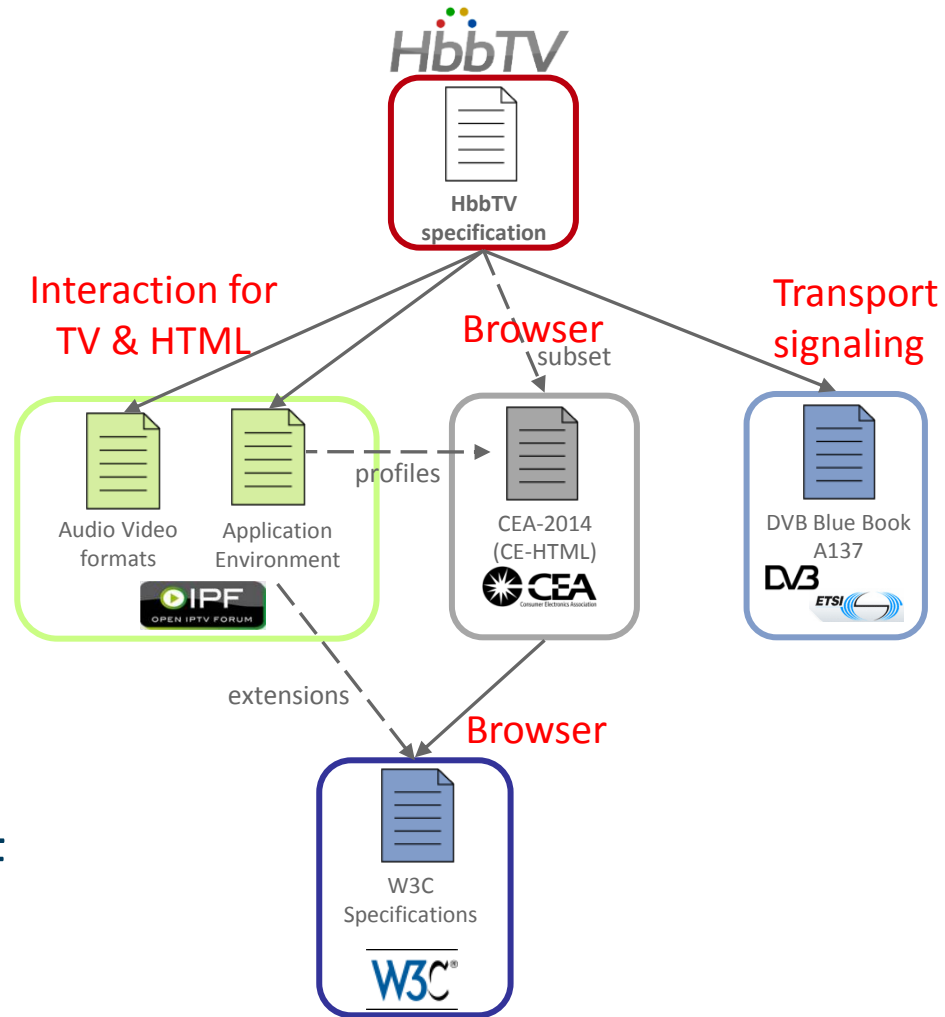 HbbTV
HbbTV
specification
Interaction for
TV & HTML
Browser
subset
Transport
signaling
profiles
Audio Video
formats
Application
Environment
OIPF
OPEN IPTV FORUM
CEA-2014
(CE-HTML)
CEA
Consumer Electronics Association
DVB Blue Book
A137
DVB
ETSI
extensions
Browser
:
W3C
Specifications
W3C®